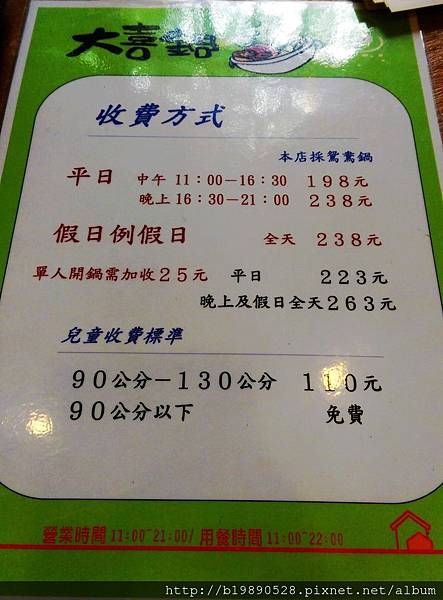 大喜鍋
收費方式
本店採鴛鴦鍋
平日 中午 11：00－16：30 198元
晚上 16：30－21：00 238元
假日例假日 全天 238元
單人開鍋需加收25元 平日 223元
晚上及假日全天263元
兒童收費標準
90公分－130公分 110元
90公分以下 免費
營業時間11:00~21:00/ 用餐時間11:00~22:00
http://b19890528.pixnet.net/album